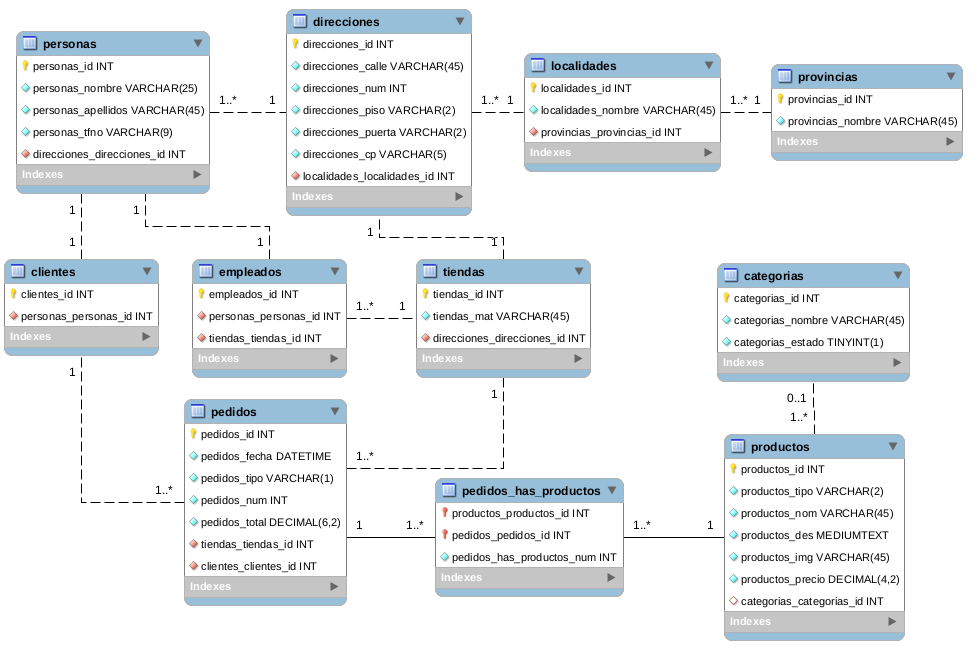 personas
personas_id INT
personas_nombre VARCHAR(25)
personas_apellidos VARCHAR(45)
personas_tfno VARCHAR(9)
direcciones_direcciones_id INT
Indexes
1..*
1
direcciones
direcciones_id INT
direcciones_calle VARCHAR(45)
direcciones_num INT
direcciones_piso VARCHAR(2)
direcciones_puerta VARCHAR(2)
direcciones_cp VARCHAR(5)
localidades_localidades_id INT
Indexes
1..*
1
localidades
localidades_id INT
localidades_nombre VARCHAR(45)
provincias_provincias_id INT
Indexes
1..*
1
provincias
provincias_id INT
provincias_nombre VARCHAR(45)
Indexes
1
1
1
1
1
1
clientes
clientes_id INT
personas_personas_id INT
Indexes
empleados
empleados_id INT
personas_personas_id INT
tiendas_tiendas_id INT
Indexes
1..*
1
tiendas
tiendas_id INT
tiendas_mat VARCHAR(45)
direcciones_direcciones_id INT
Indexes
categorias
categorias_id INT
categorias_nombre VARCHAR(45)
categorias_estado TINYINT(1)
Indexes
1
1..*
1
1..*
0..1
1..*
pedidos
pedidos_id INT
pedidos_fecha DATETIME
pedidos_tipo VARCHAR(1)
pedidos_num INT
pedidos_total DECIMAL(6,2)
tiendas_tiendas_id INT
clientes_clientes_id INT
Indexes
1
1..*
pedidos_has_productos
productos_productos_id INT
pedidos_pedidos_id INT
pedidos_has_productos_num INT
Indexes
1..*
1
productos
productos_id INT
productos_tipo VARCHAR(2)
productos_nom VARCHAR(45)
productos_des MEDIUMTEXT
productos_img VARCHAR(45)
productos_precio DECIMAL(4,2)
categorias_categorias_id INT
Indexes